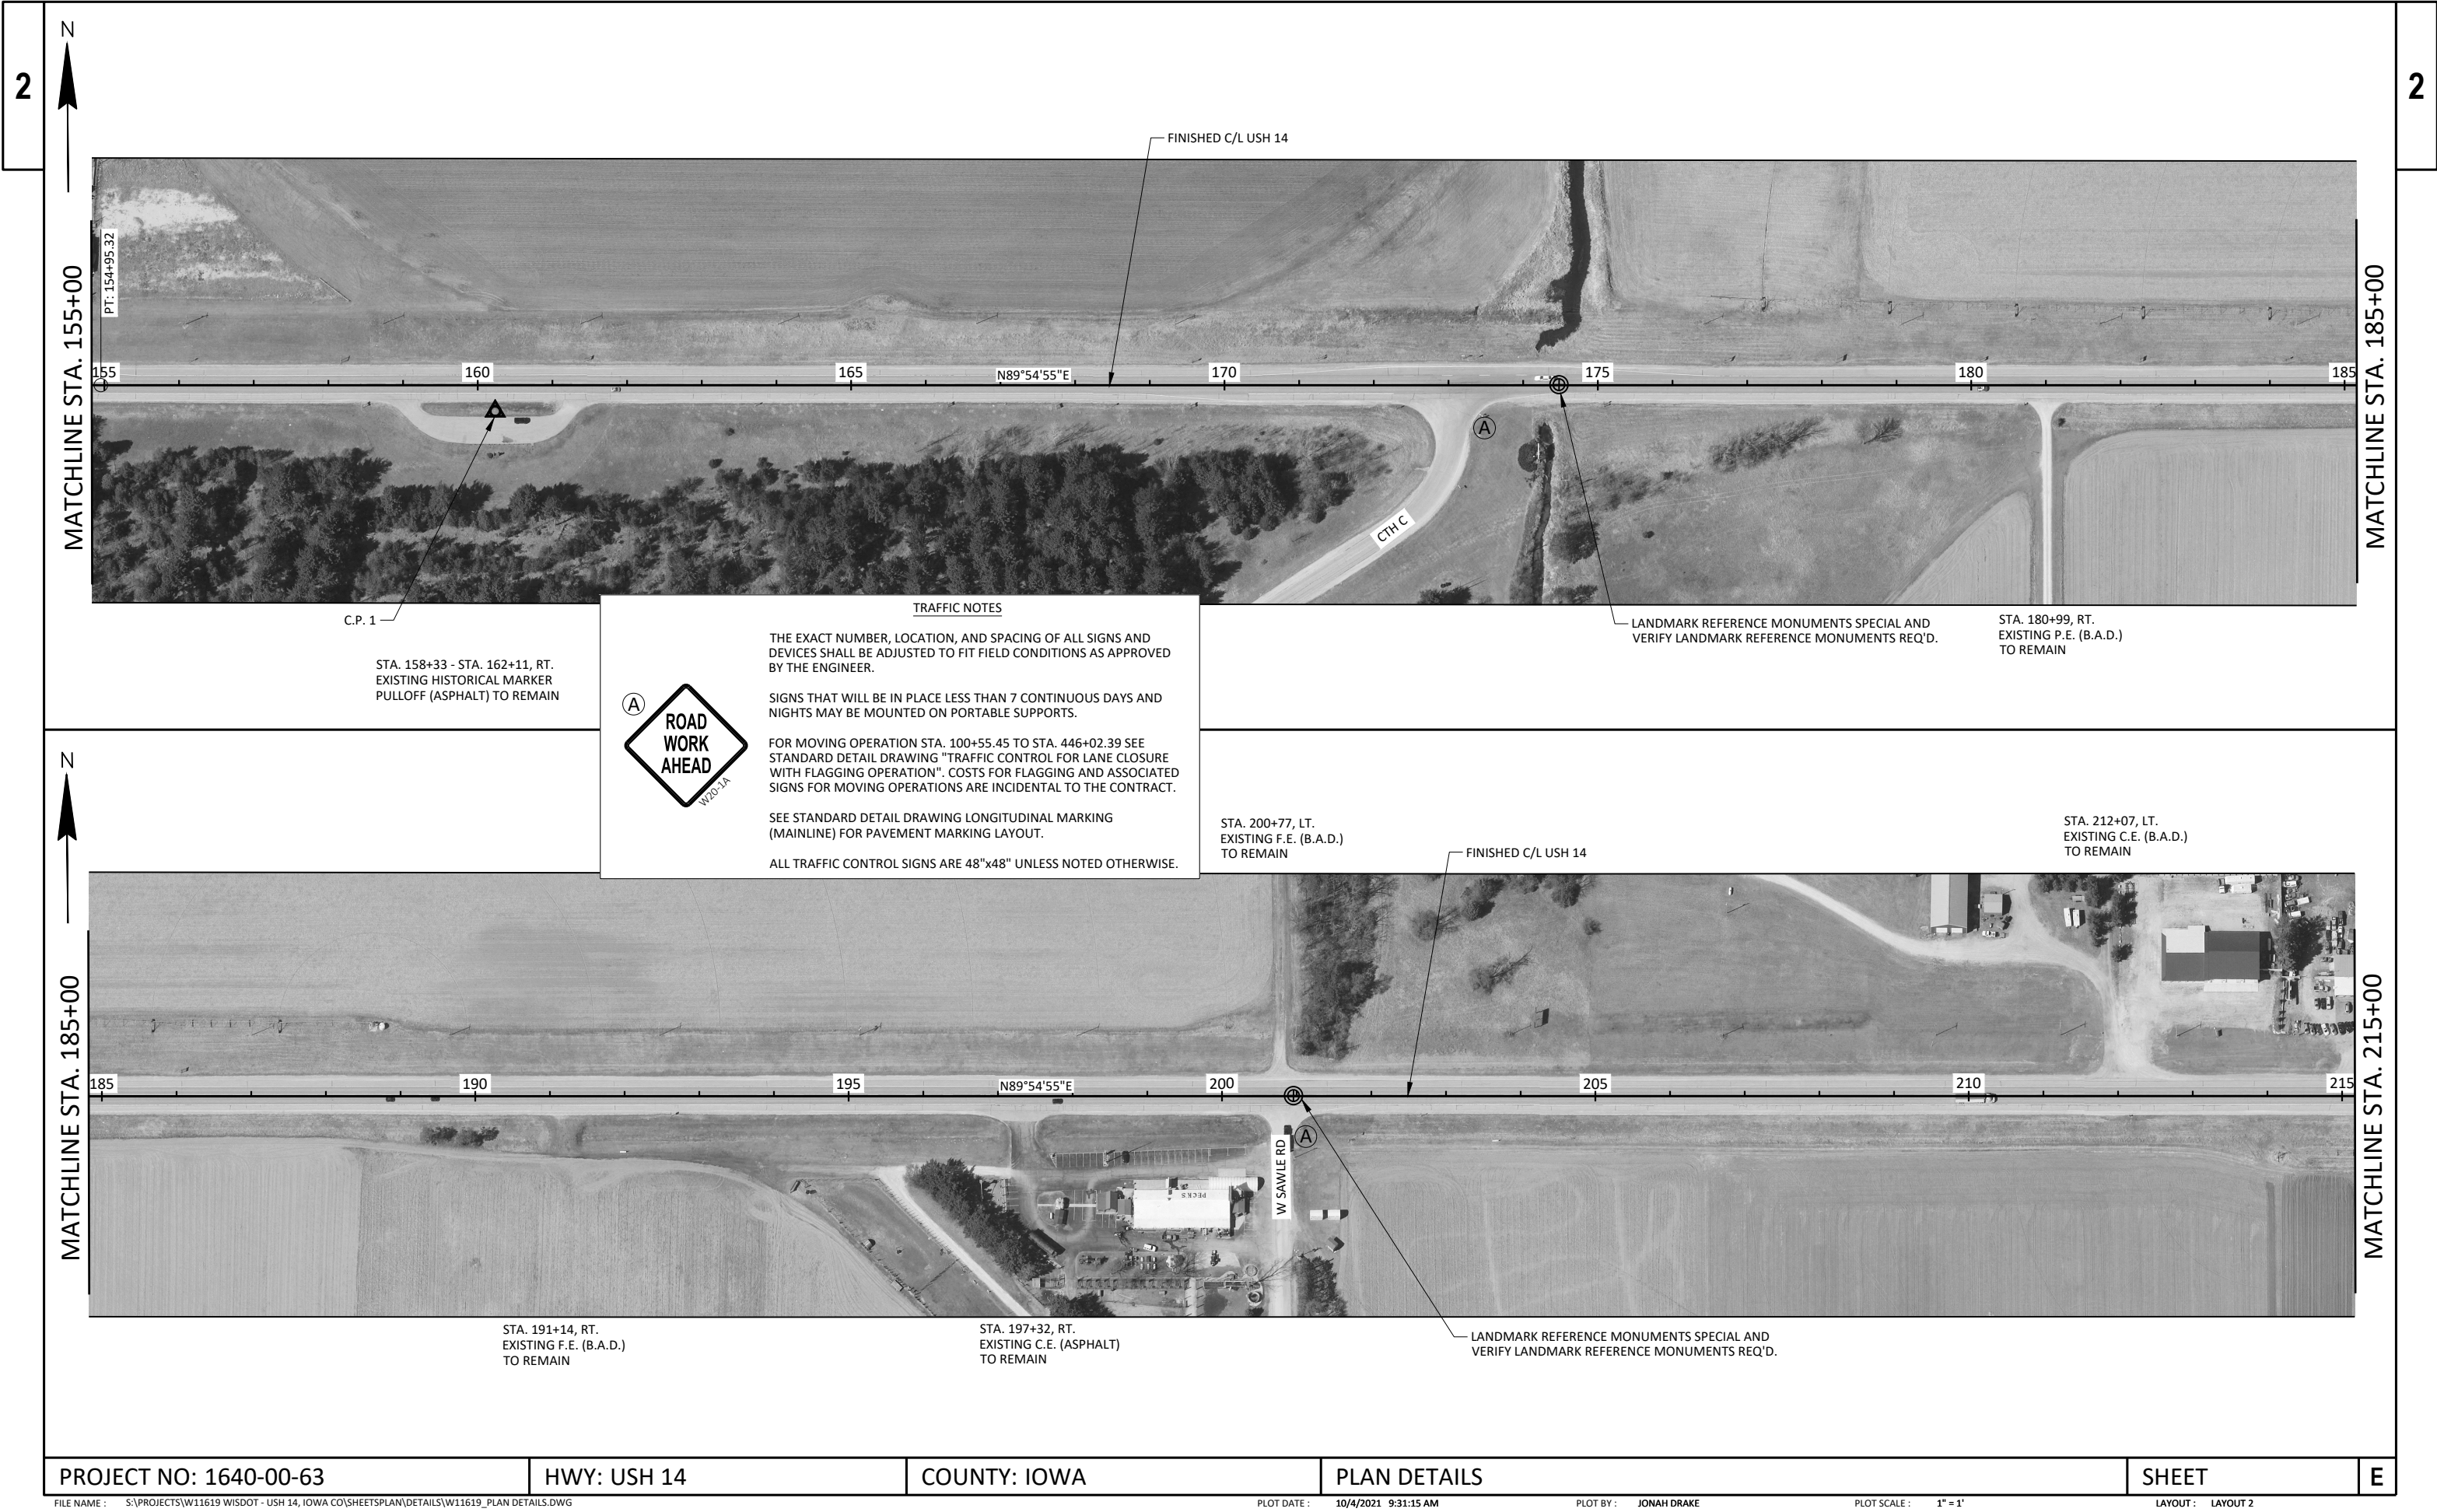 2
2
N
FINISHED C/L USH 14
MATCHLINE STA. 155+00
PT: 154+95.32
155
160
165
N89°54'55"E
170
175
180
185
MATCHLINE STA. 185+00
A
CTH C
C.P. 1
STA. 158+33 - STA. 162+11, RT.
EXISTING HISTORICAL MARKER
PULLOFF (ASPHALT) TO REMAIN
LANDMARK REFERENCE MONUMENTS SPECIAL AND
VERIFY LANDMARK REFERENCE MONUMENTS REQ'D.
STA. 180+99, RT.
EXISTING P.E. (B.A.D.)
TO REMAIN
TRAFFIC NOTES
THE EXACT NUMBER, LOCATION, AND SPACING OF ALL SIGNS AND
DEVICES SHALL BE ADJUSTED TO FIT FIELD CONDITIONS AS APPROVED
BY THE ENGINEER.
SIGNS THAT WILL BE IN PLACE LESS THAN 7 CONTINUOUS DAYS AND
NIGHTS MAY BE MOUNTED ON PORTABLE SUPPORTS.
FOR MOVING OPERATION STA. 100+55.45 TO STA. 446+02.39 SEE
STANDARD DETAIL DRAWING "TRAFFIC CONTROL FOR LANE CLOSURE
WITH FLAGGING OPERATION". COSTS FOR FLAGGING AND ASSOCIATED
SIGNS FOR MOVING OPERATIONS ARE INCIDENTAL TO THE CONTRACT.
SEE STANDARD DETAIL DRAWING LONGITUDINAL MARKING
(MAINLINE) FOR PAVEMENT MARKING LAYOUT.
ALL TRAFFIC CONTROL SIGNS ARE 48"x48" UNLESS NOTED OTHERWISE.
A
ROAD
WORK
AHEAD
W20-1A
N
STA. 200+77, LT.
EXISTING F.E. (B.A.D.)
TO REMAIN
FINISHED C/L USH 14
STA. 212+07, LT.
EXISTING C.E. (B.A.D.)
TO REMAIN
MATCHLINE STA. 185+00
185
190
195
N89°54'55"E
200
205
210
215
MATCHLINE STA. 215+00
A
W SAWLE RD
PECK'S
STA. 191+14, RT.
EXISTING F.E. (B.A.D.)
TO REMAIN
STA. 197+32, RT.
EXISTING C.E. (ASPHALT)
TO REMAIN
LANDMARK REFERENCE MONUMENTS SPECIAL AND
VERIFY LANDMARK REFERENCE MONUMENTS REQ'D.
PROJECT NO: 1640-00-63
HWY: USH 14
COUNTY: IOWA
PLAN DETAILS
SHEET
E
FILE NAME : S:\PROJECTS\W11619 WISDOT - USH 14, IOWA CO\SHEETSPLAN\DETAILS\W11619_PLAN DETAILS.DWG
PLOT DATE : 10/4/2021 9:31:15 AM
PLOT BY : JONAH DRAKE
PLOT SCALE : 1" = 1'
LAYOUT : LAYOUT 2